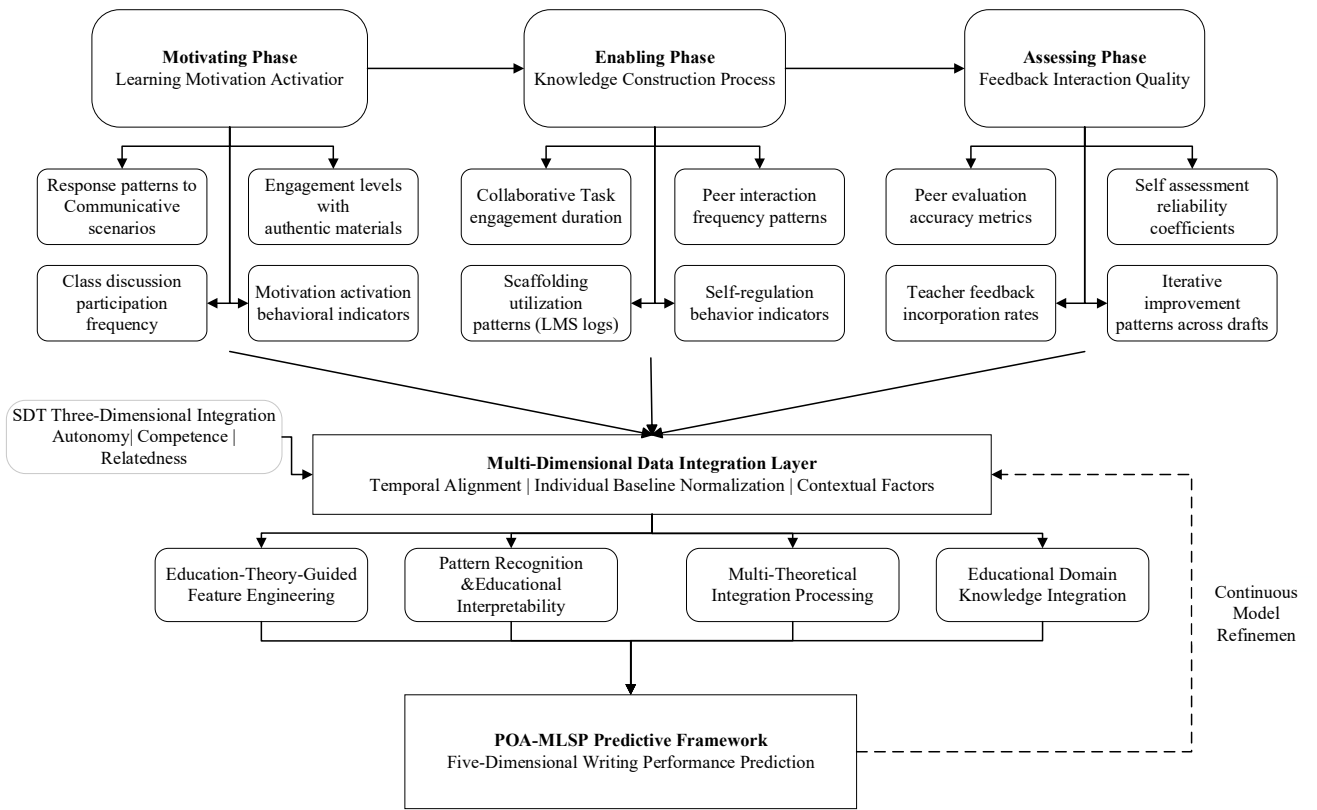 Motivating Phase
Learning Motivation Activatior
Enabling Phase
Knowledge Construction Process
Assessing Phase
Feedback Interaction Quality
Response patterns to
Communicative
scenarios
Engagement levels
with
authentic materials
Collaborative Task
engagement duration
Peer interaction
frequency patterns
Peer evaluation
accuracy metrics
Self assessment
reliability
coefficients
Class discussion
participation
frequency
Motivation activation
behavioral indicators
Scaffolding
utilization
patterns (LMS logs)
Self-regulation
behavior indicators
Teacher feedback
incorporation rates
Iterative
improvement
patterns across drafts
SDT Three-Dimensional Integration
Autonomy| Competence |
Relatedness
Multi-Dimensional Data Integration Layer
Temporal Alignment | Individual Baseline Normalization | Contextual Factors
Education-Theory-Guided
Feature Engineering
Pattern Recognition
&Educational
Interpretability
Multi-Theoretical
Integration Processing
Educational Domain
Knowledge Integration
Continuous
Model
Refinemen
POA-MLSP Predictive Framework
Five-Dimensional Writing Performance Prediction